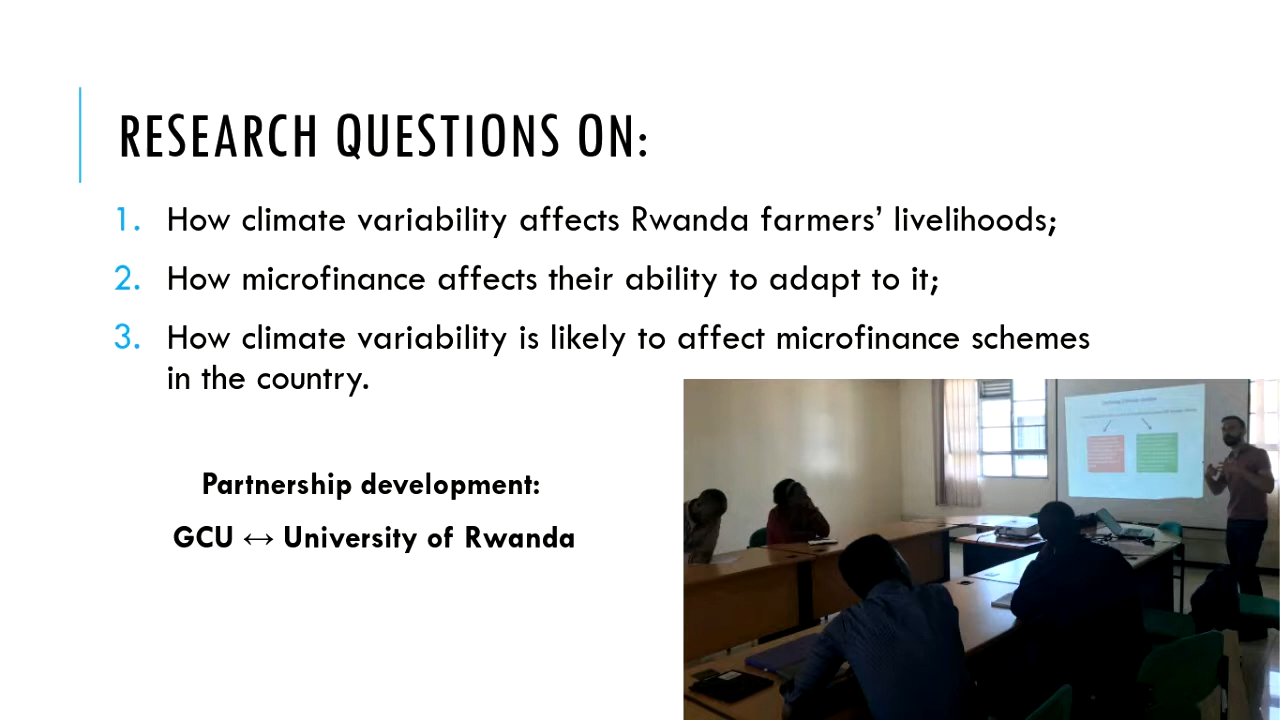 RESEARCH QUESTIONS ON:
1. How climate variability affects Rwanda farmers’ livelihoods;
2. How microfinance affects their ability to adapt to it;
3. How climate variability is likely to affect microfinance schemes
in the country.
Partnership development:
GCU ↔ University of Rwanda